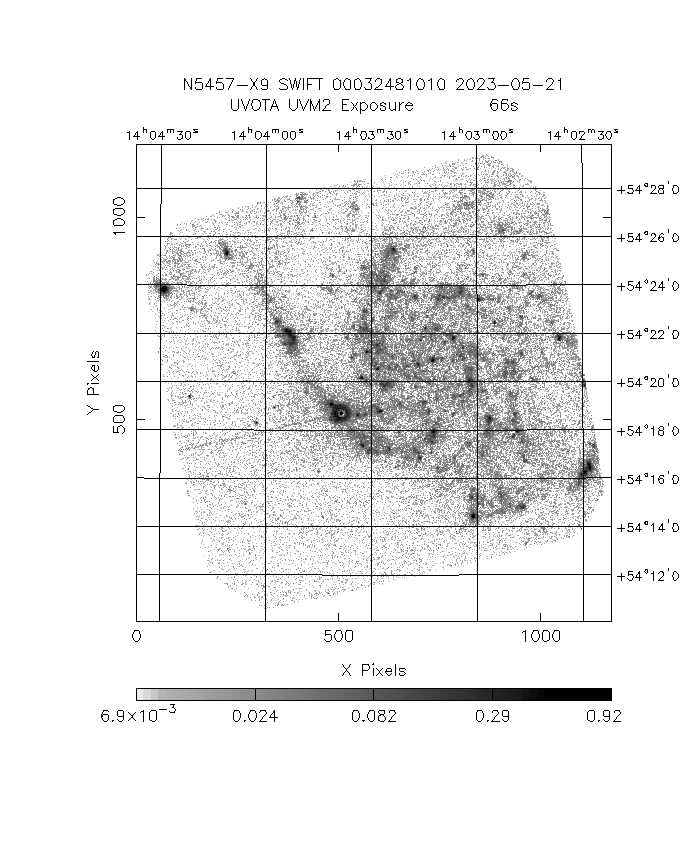 N5457-X9 SWIFT 00032481010 2023-05-21
UVOTA UVM2 Exposure 66s
14ʰ04ᵐ30ˢ 14ʰ04ᵐ00ˢ 14ʰ03ᵐ30ˢ 14ʰ03ᵐ00ˢ 14ʰ02ᵐ30ˢ
+54°28'0
1000
+54°26'0
+54°24'0
+54°22'0
Y Pixels
+54°20'0
500
+54°18'0
+54°16'0
+54°14'0
+54°12'0
0 500 1000
X Pixels
6.9×10⁻³ 0.024 0.082 0.29 0.92